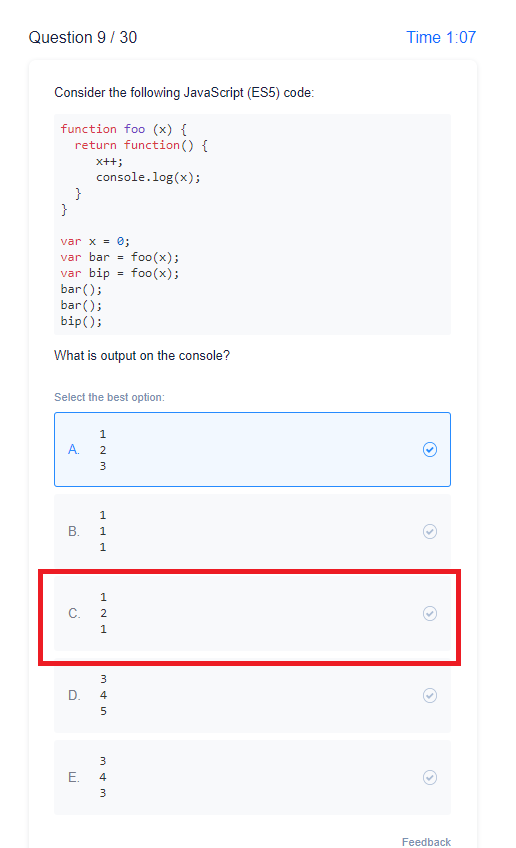 Question 9 / 30
Time 1:07
Consider the following JavaScript (ES5) code:
function foo (x) {
  return function() {
     x++;
     console.log(x);
  }
}

var x = 0;
var bar = foo(x);
var bip = foo(x);
bar();
bar();
bip();
What is output on the console?
Select the best option:
A.
1
2
3
B.
1
1
1
C.
1
2
1
D.
3
4
5
E.
3
4
3
Feedback